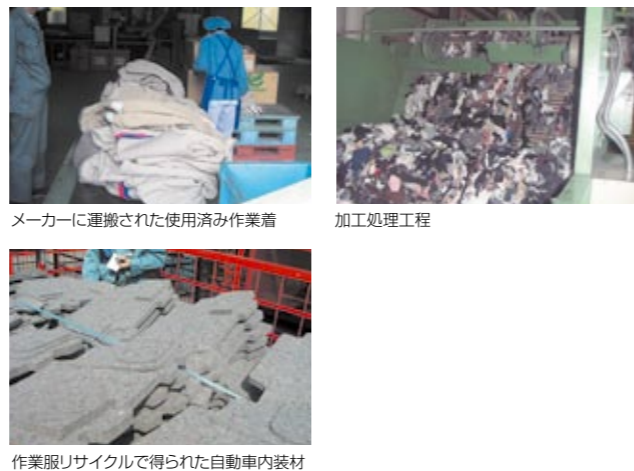 メーカーに運搬された使用済み作業着
加工処理工程
作業服リサイクルで得られた自動車内装材